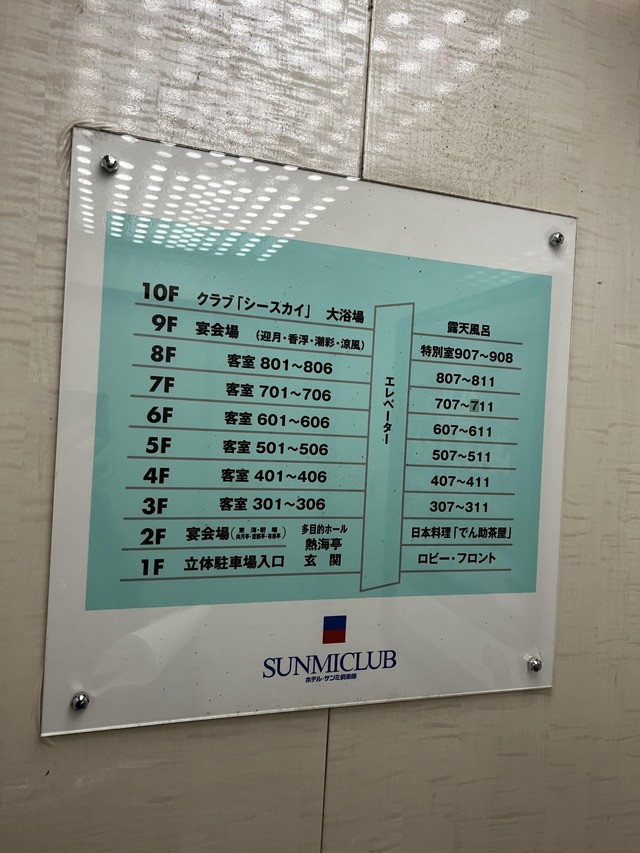 10F クラブ「シースカイ」 大浴場 露天風呂
9F 宴会場 (迎月・香浮・潮彩・涼風) 特別室907〜908
8F 客室 801〜806 807〜811
7F 客室 701〜706 707〜711
6F 客室 601〜606 607〜611
5F 客室 501〜506 507〜511
4F 客室 401〜406 407〜411
3F 客室 301〜306 307〜311
2F 宴会場 多目的ホール 熱海亭 日本料理「でん助茶屋」
1F 立体駐車場入口 玄関 ロビー・フロント
エレベーター
SUNMICLUB
ホテル・サンミ倶楽部